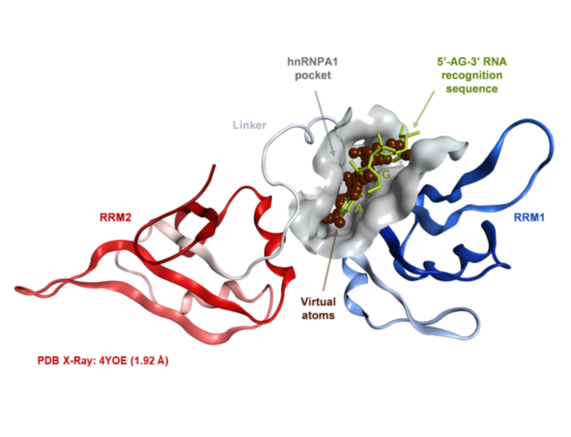 hnRNPA1
pocket
5'-AG-3' RNA
recognition
sequence
Linker
G
A
RRM2
RRM1
Virtual
atoms
PDB X-Ray: 4YOE (1.92 Å)